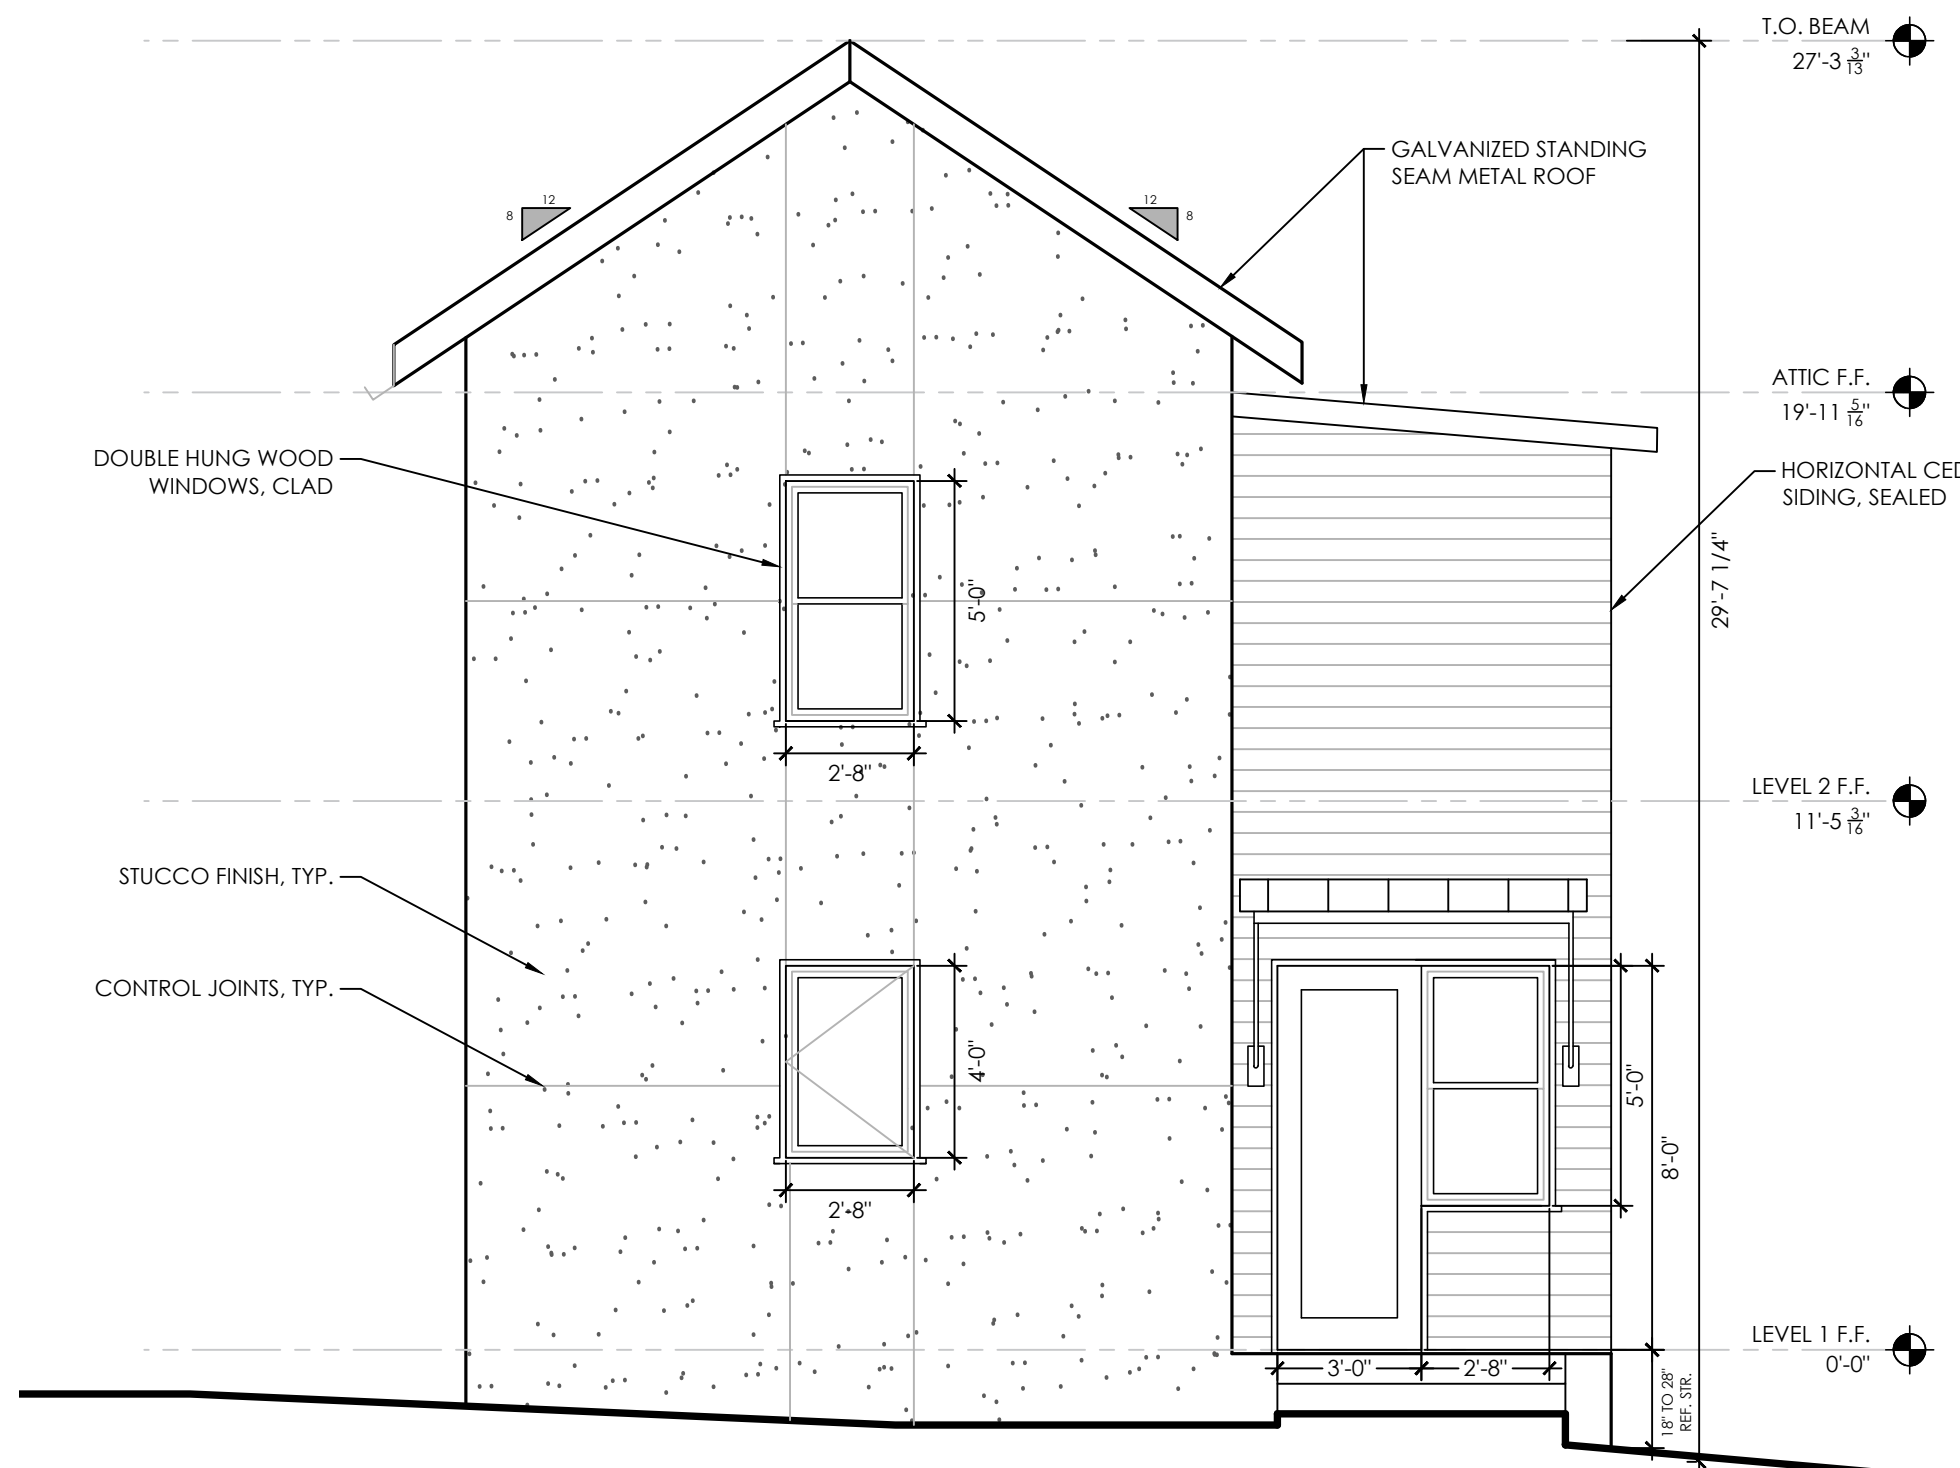 T.O. BEAM
27'-3 3/13"
GALVANIZED STANDING
SEAM METAL ROOF
12
8
12
8
ATTIC F.F.
19'-11 5/16"
DOUBLE HUNG WOOD
WINDOWS, CLAD
HORIZONTAL CED
SIDING, SEALED
29'-7 1/4"
5'-0"
2'-8"
LEVEL 2 F.F.
11'-5 3/16"
STUCCO FINISH, TYP.
CONTROL JOINTS, TYP.
4'-0"
5'-0"
8'-0"
2'-8"
LEVEL 1 F.F.
0'-0"
3'-0"
2'-8"
18" TO 28"
REF. STR.